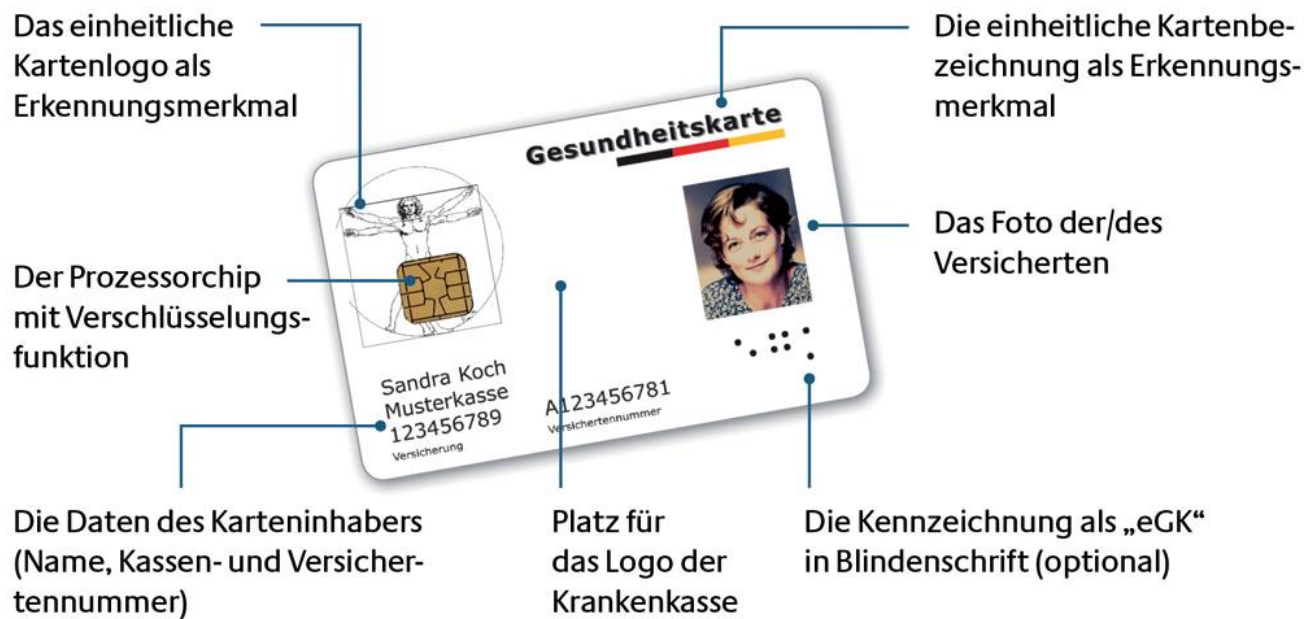 Das einheitliche
Kartenlogo als
Erkennungsmerkmal
Die einheitliche Kartenbe-
zeichnung als Erkennungs-
merkmal
Gesundheitskarte
Das Foto der/des
Versicherten
Der Prozessorchip
mit Verschlüsselungs-
funktion
Sandra Koch
Musterkasse
123456789
Versicherung
A123456781
Versichertennummer
Die Daten des Karteninhabers
(Name, Kassen- und Versicher-
tennummer)
Platz für
das Logo der
Krankenkasse
Die Kennzeichnung als „eGK“
in Blindenschrift (optional)